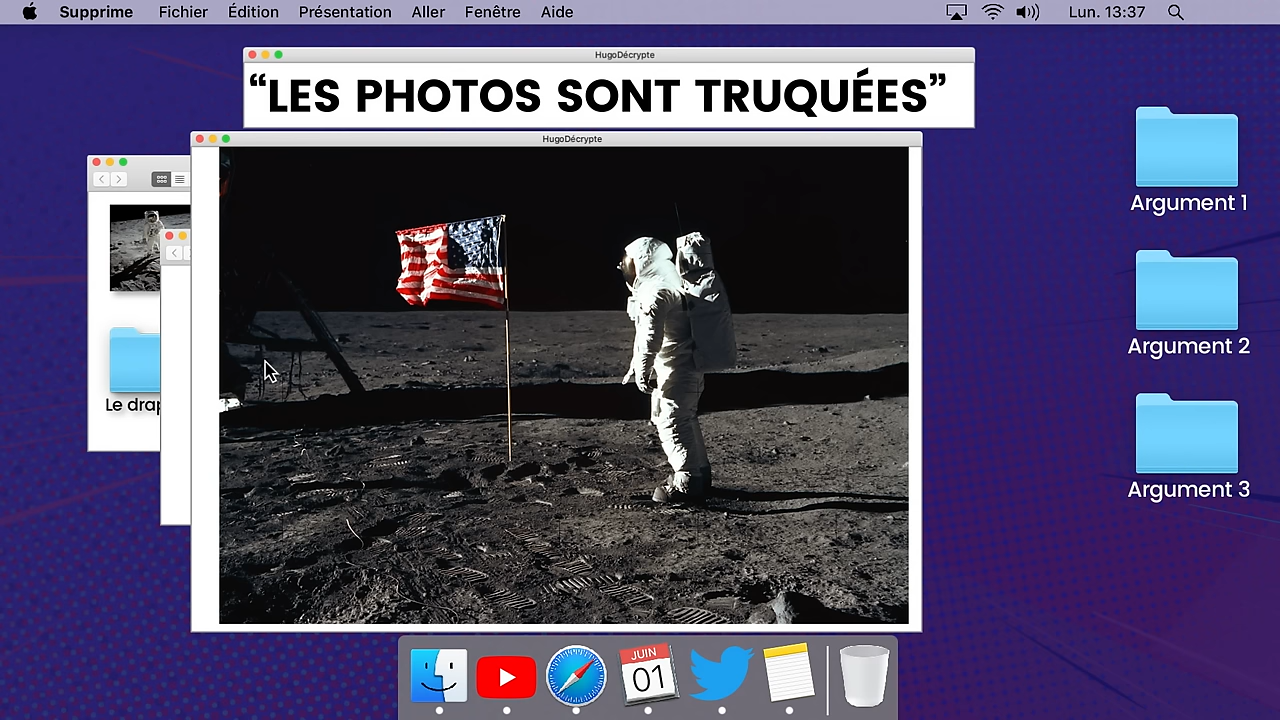 Supprime Fichier Édition Présentation Aller Fenêtre Aide Lun. 13:37
HugoDécrypte
“LES PHOTOS SONT TRUQUÉES”
HugoDécrypte
Argument 1
Argument 2
Le drap
Argument 3
JUIN
01